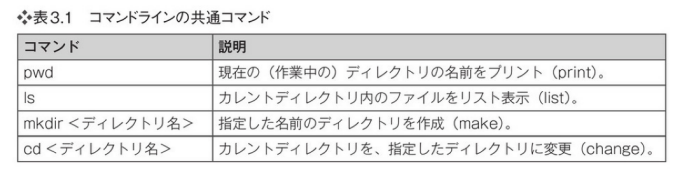 ❖表3.1 コマンドラインの共通コマンド
コマンド 説明
pwd 現在の（作業中の）ディレクトリの名前をプリント（print）。
ls カレントディレクトリ内のファイルをリスト表示（list）。
mkdir <ディレクトリ名> 指定した名前のディレクトリを作成（make）。
cd <ディレクトリ名> カレントディレクトリを、指定したディレクトリに変更（change）。